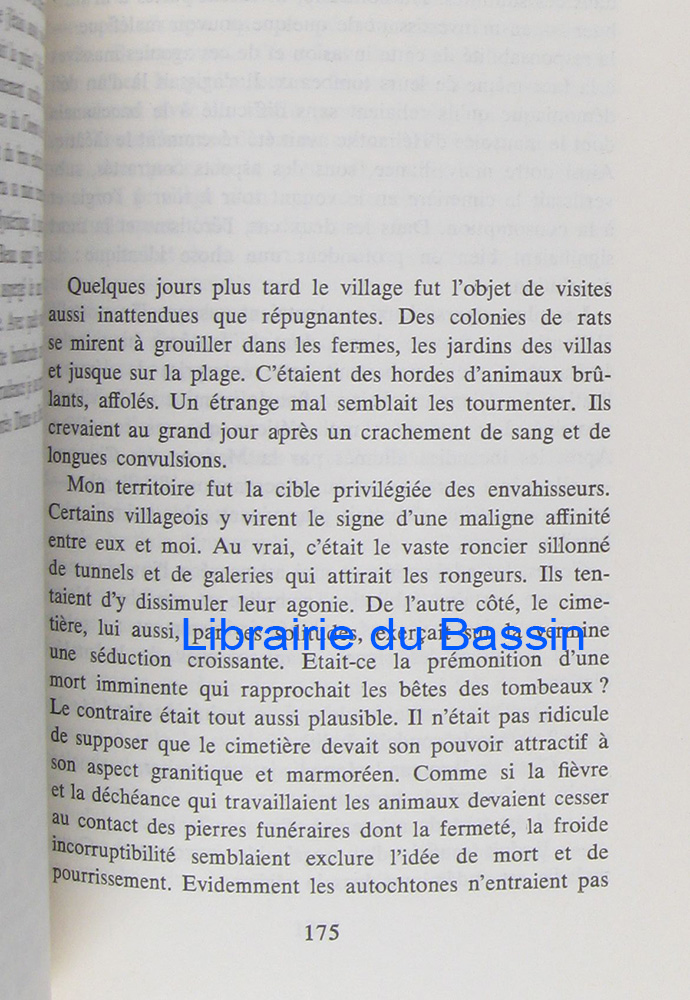 Quelques jours plus tard le village fut l'objet de visites
aussi inattendues que répugnantes. Des colonies de rats
se mirent à grouiller dans les fermes, les jardins des villas
et jusque sur la plage. C'étaient des hordes d'animaux brû-
lants, affolés. Un étrange mal semblait les tourmenter. Ils
crevaient au grand jour après un crachement de sang et de
longues convulsions.
Mon territoire fut la cible privilégiée des envahisseurs.
Certains villageois y virent le signe d'une maligne affinité
entre eux et moi. Au vrai, c'était le vaste roncier sillonné
de tunnels et de galeries qui attirait les rongeurs. Ils ten-
taient d'y dissimuler leur agonie. De l'autre côté, le cime-
tière, lui aussi, par ses solitudes, exerçait sur la vermine
Librairie du Bassin
une séduction croissante. Etait-ce la prémonition d'une
mort imminente qui rapprochait les bêtes des tombeaux ?
Le contraire était tout aussi plausible. Il n'était pas ridicule
de supposer que le cimetière devait son pouvoir attractif à
son aspect granitique et marmoréen. Comme si la fièvre
et la déchéance qui travaillaient les animaux devaient cesser
au contact des pierres funéraires dont la fermeté, la froide
incorruptibilité semblaient exclure l'idée de mort et de
pourrissement. Evidemment les autochtones n'entraient pas
175